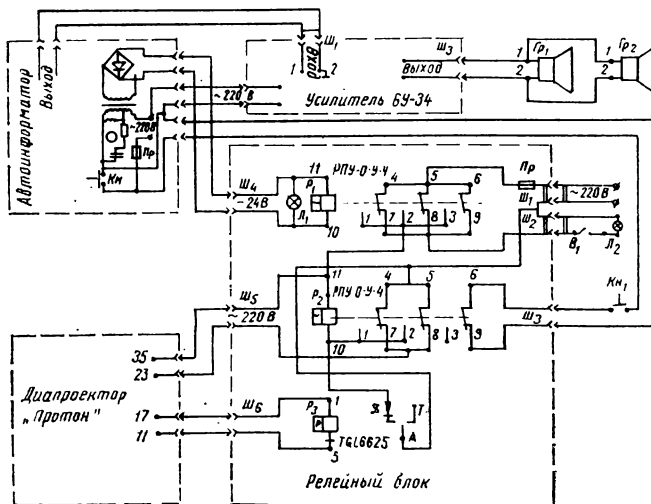 Автоинформатор
Выход
~220В
Пр
Кн
~220 В
Ш₁
1 2
Выход
Ш₃
Усилитель БУ-34
1 2
Гр₁
1 2
Гр₂
Ш₄
-24В
Л₁
Р₁
11
10
РПУ-0-У-4
4 5 6
1 7 2 8 3 9
Пр
Ш₁
~220 В
Ш₂
В₁
Л₂
Ш₅
~220 В
11
Р₂
РПУ 0-У-4
10
4 5 6
1 7 2 8 3 9
Кн₁
Ш₃
35
23
Диапроектор
„Протон"
17
11
Ш₆
1
Р₃
TGL6625
5
Т
А
Релейный блок